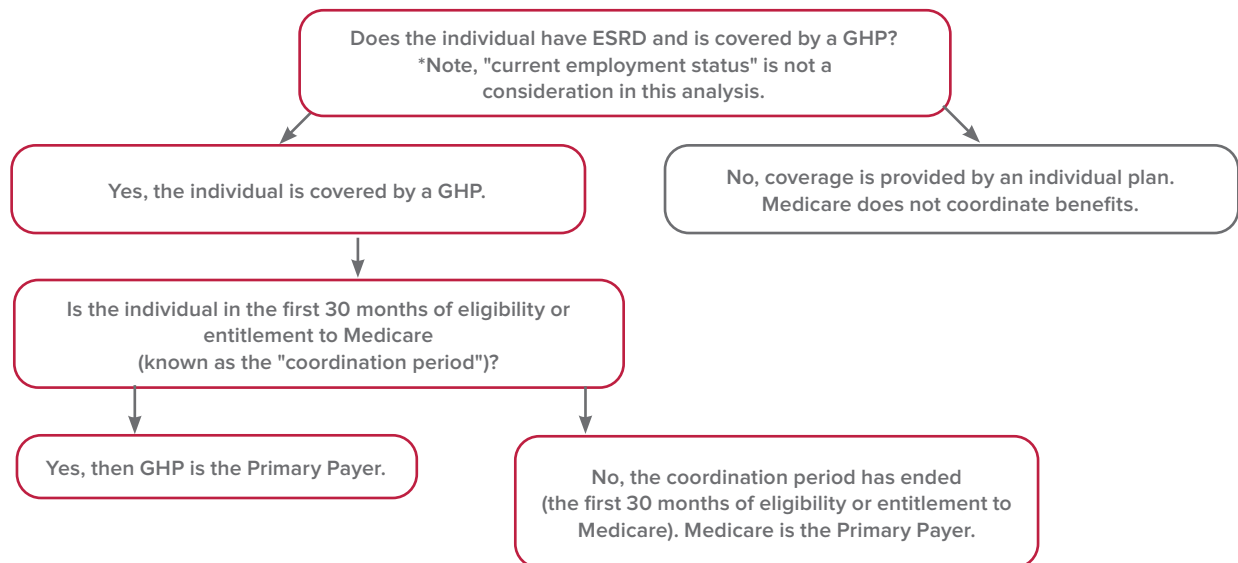 Does the individual have ESRD and is covered by a GHP?
*Note, "current employment status" is not a
consideration in this analysis.
Yes, the individual is covered by a GHP.
No, coverage is provided by an individual plan.
Medicare does not coordinate benefits.
Is the individual in the first 30 months of eligibility or
entitlement to Medicare
(known as the "coordination period")?
Yes, then GHP is the Primary Payer.
No, the coordination period has ended
(the first 30 months of eligibility or entitlement to
Medicare). Medicare is the Primary Payer.